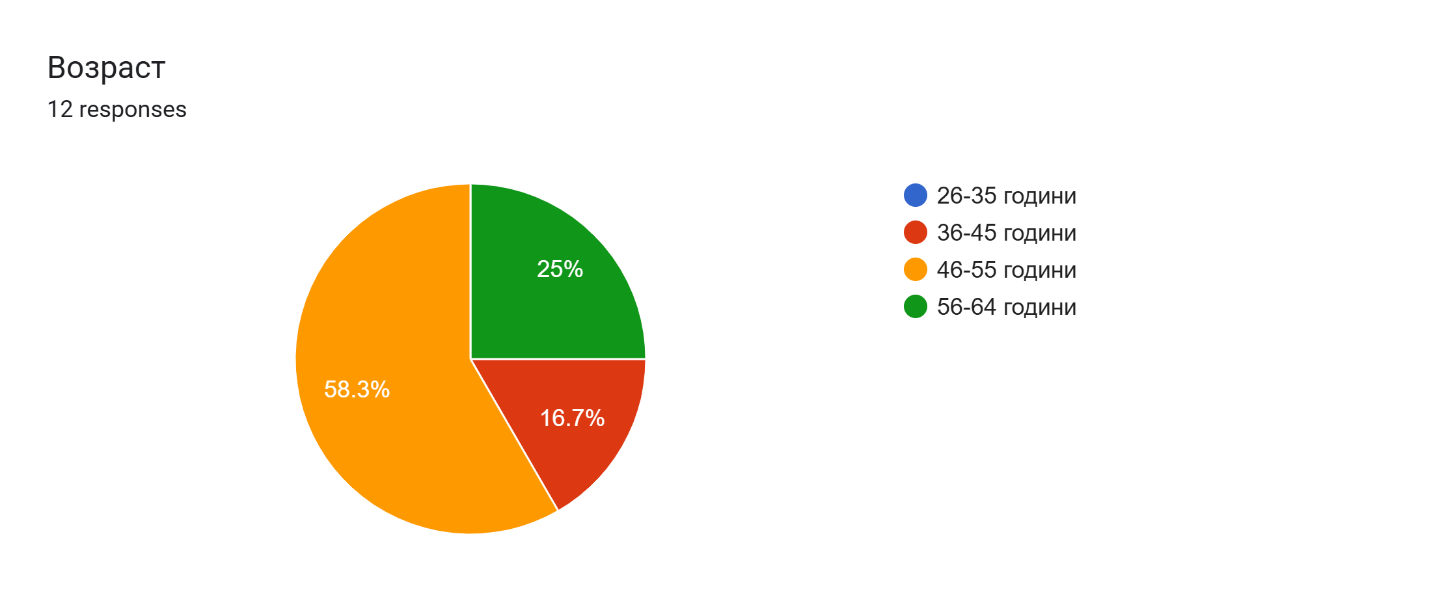 Возраст
12 responses
25%
58.3%
16.7%
26-35 години
36-45 години
46-55 години
56-64 години